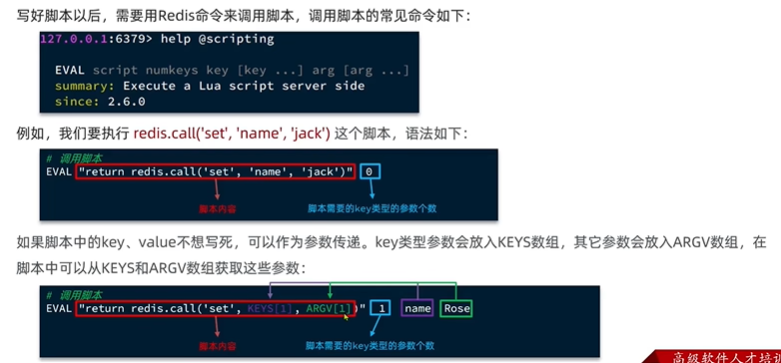 写好脚本以后，需要用Redis命令来调用脚本，调用脚本的常见命令如下：
127.0.0.1:6379> help @scripting
EVAL script numkeys key [key ...] arg [arg ...]
summary: Execute a Lua script server side
since: 2.6.0
例如，我们要执行 redis.call('set', 'name', 'jack') 这个脚本，语法如下：
# 调用脚本
EVAL "return redis.call('set', 'name', 'jack')" 0
脚本内容 脚本需要的key类型的参数个数
如果脚本中的key、value不想写死，可以作为参数传递。key类型参数会放入KEYS数组，其它参数会放入ARGV数组，在
脚本中可以从KEYS和ARGV数组获取这些参数：
# 调用脚本
EVAL "return redis.call('set', KEYS[1], ARGV[1])" 1 name Rose
脚本内容 脚本需要的key类型的参数个数
高级软件人才培